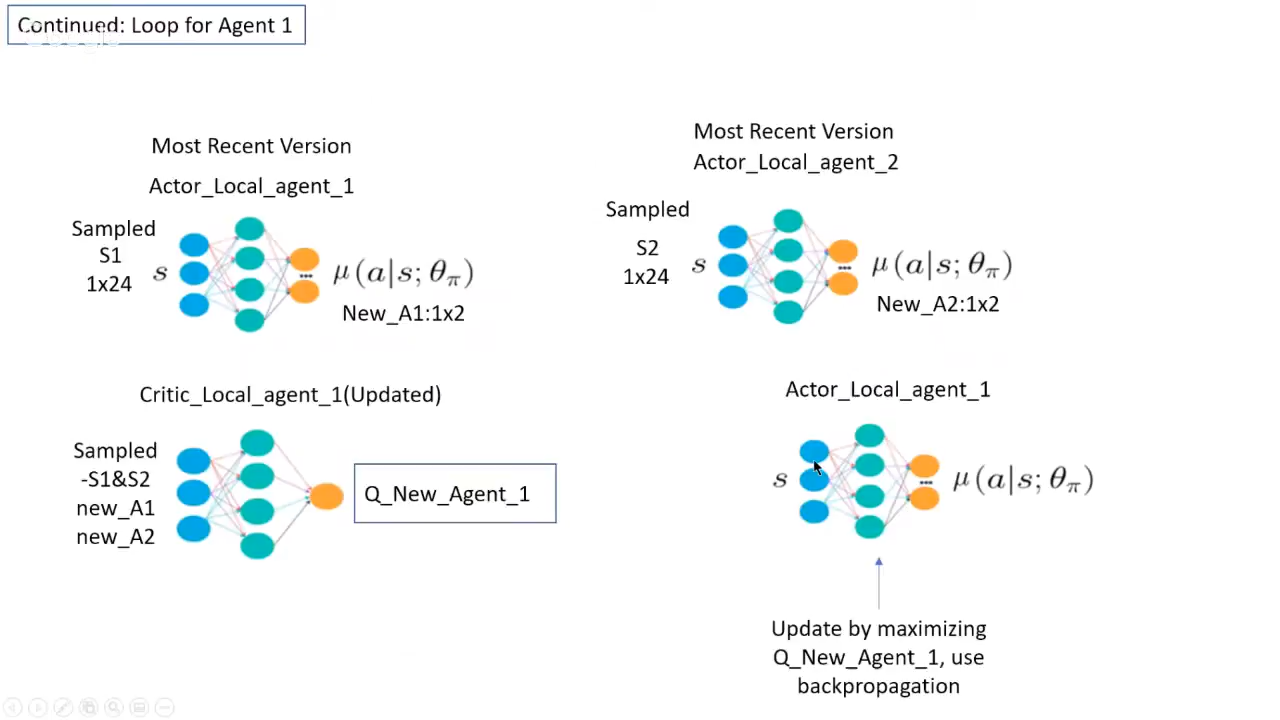 Continued: Loop for Agent 1
Most Recent Version
Actor_Local_agent_1
Sampled
S1
1x24
s
μ(a|s; θπ)
New_A1:1x2
Most Recent Version
Actor_Local_agent_2
Sampled
S2
1x24
s
μ(a|s; θπ)
New_A2:1x2
Critic_Local_agent_1(Updated)
Sampled
-S1&S2
new_A1
new_A2
Q_New_Agent_1
Actor_Local_agent_1
s
μ(a|s; θπ)
Update by maximizing
Q_New_Agent_1, use
backpropagation